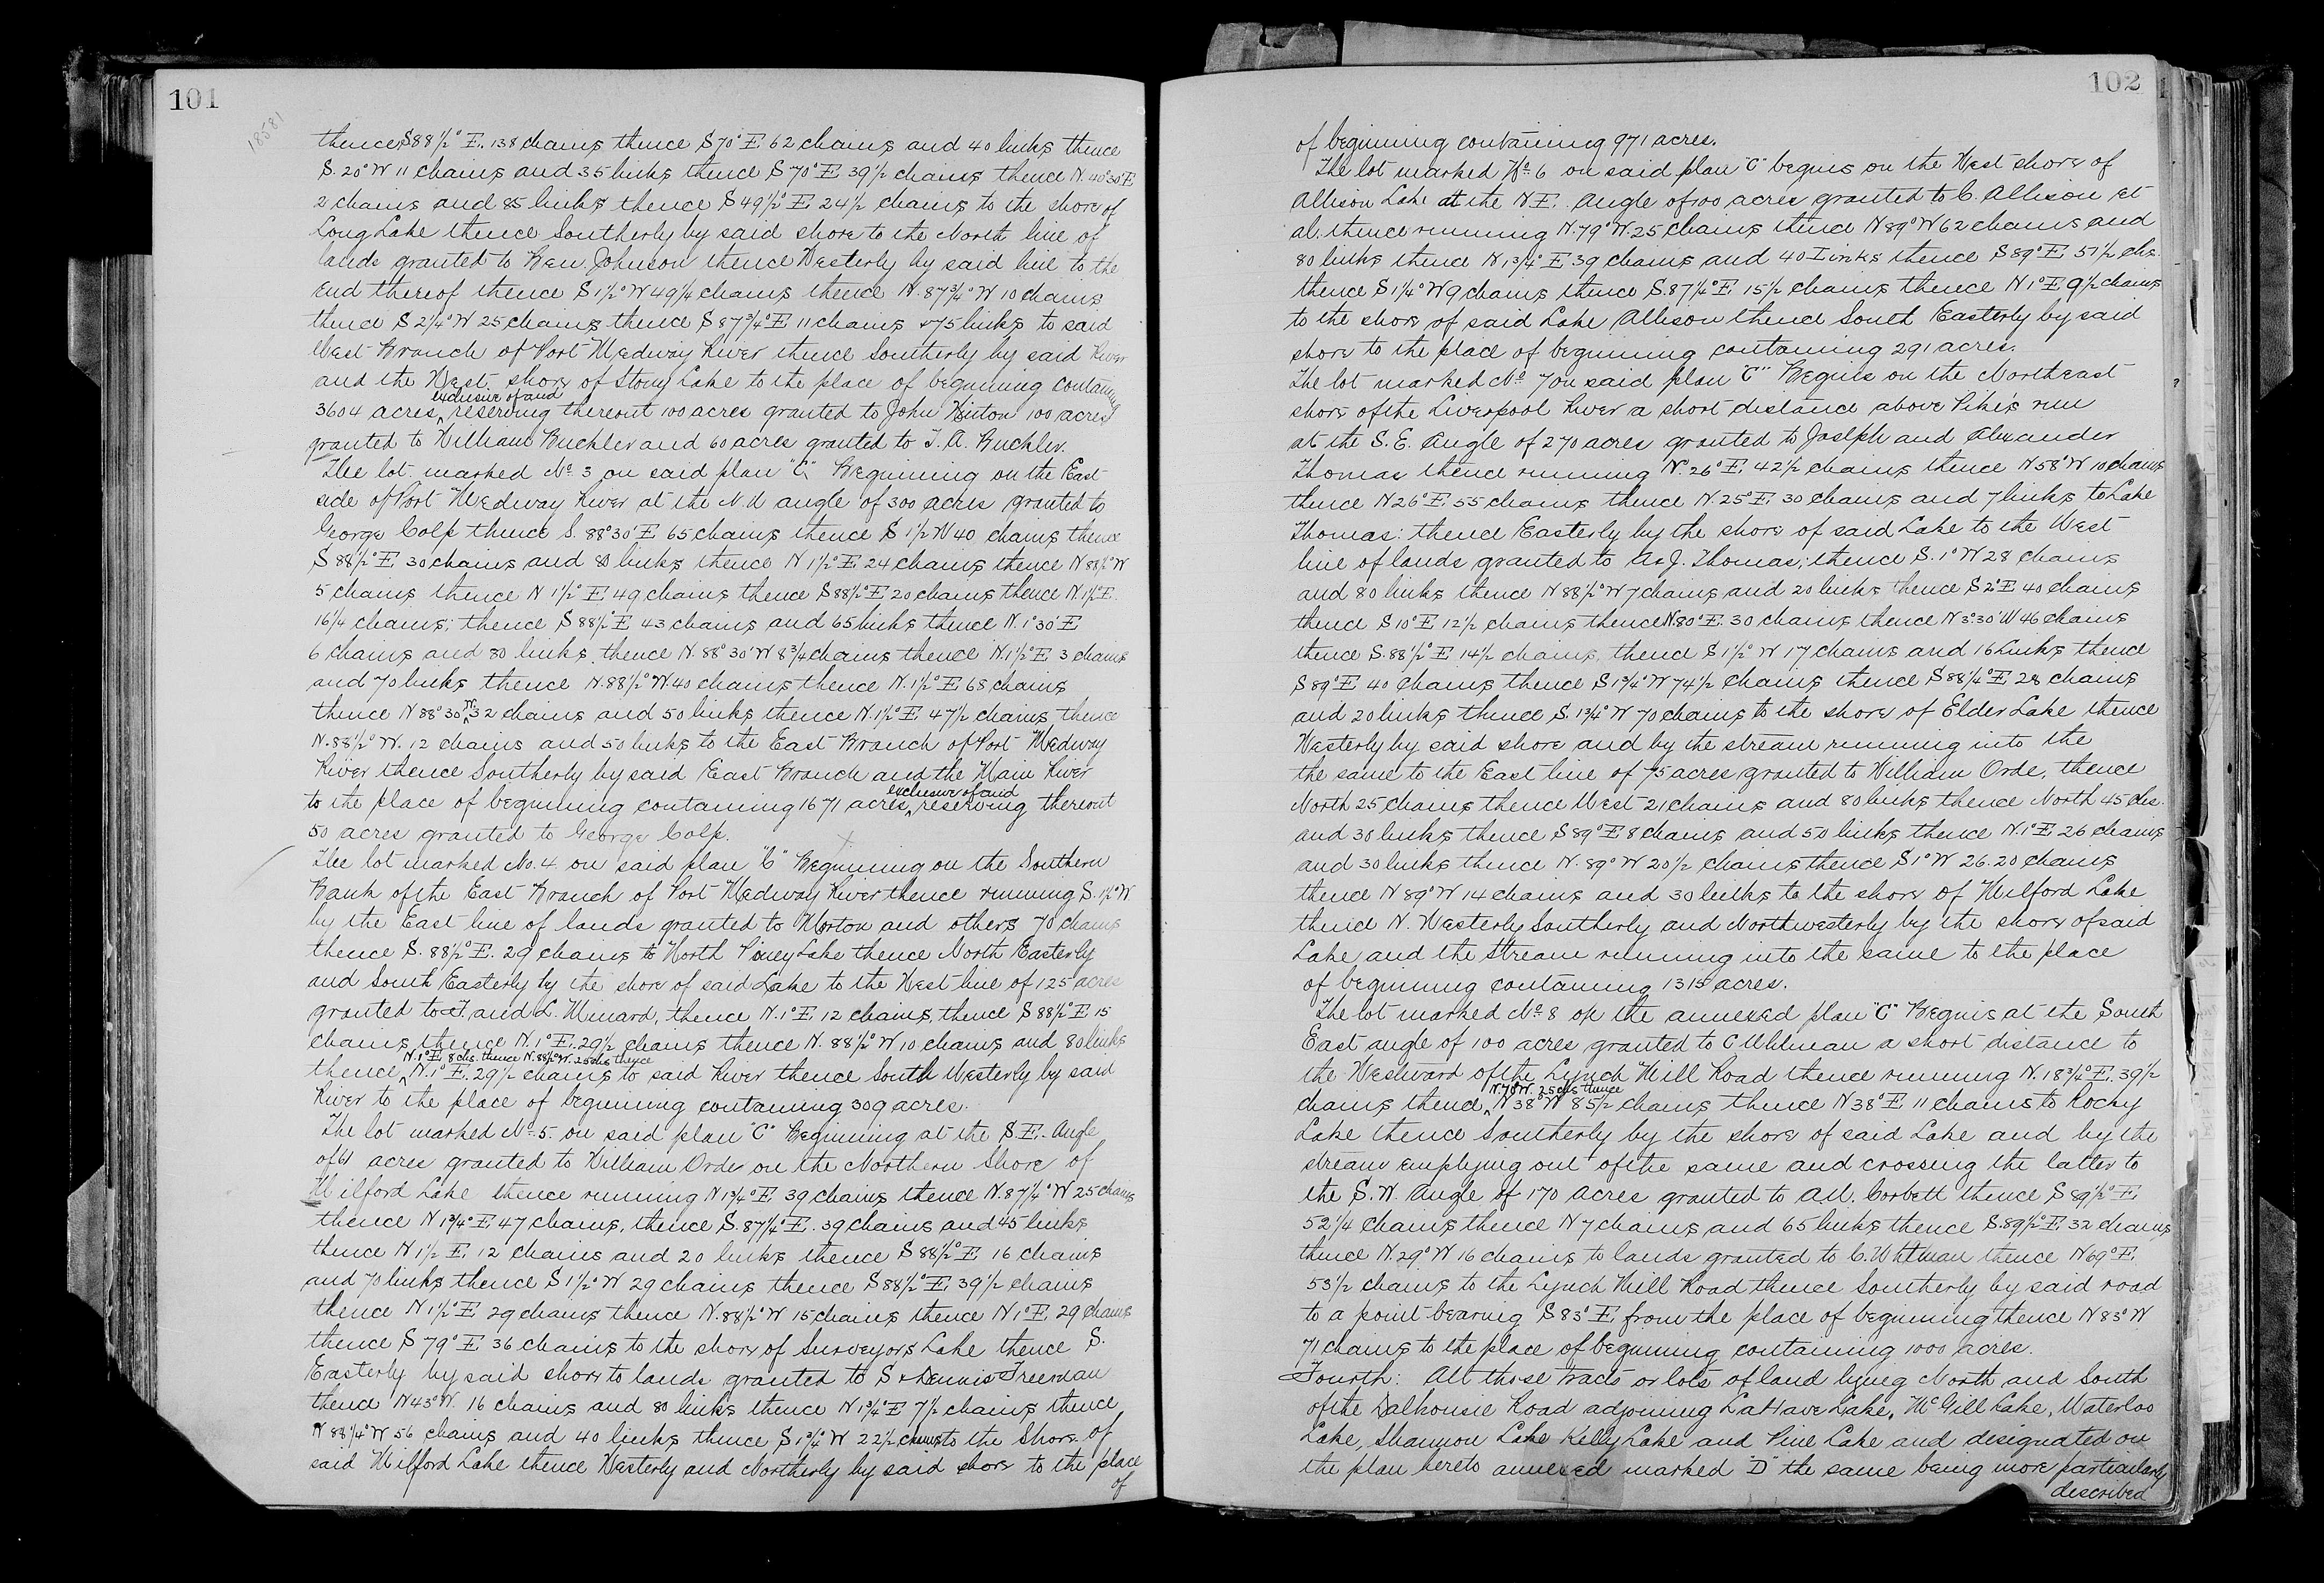 101
18581
thence S88½° E. 138 chains thence S70° E 62 chains and 40 links thence
S. 20° W 11 chains and 35 links thence S 70° E 39½ chains thence N. 40°30' E
2 chains and 85 links thence S 49½° E 24½ chains to the shore of
Long Lake thence Southerly by said shore to the North line of
lands granted to Ben. Johnson thence Westerly by said line to the
End thereof thence S 1½° W 49¼ chains thence N. 87¾° W 10 chains
thence S 2¼° W 25 chains thence S 87¾° E 11 chains & 75 links to said
West Branch of Port Medway River thence Southerly by said River
and the West shore of Stony Lake to the place of beginning containing
exclusive of and
3604 acres, reserving thereout 100 acres granted to John Hinton 100 acres
granted to William Buchler and 60 acres granted to J. A. Buchler.
The lot marked No. 3 on said plan "C" Beginning on the East
side of Port Medway River at the N.W angle of 300 acres granted to
George Colp thence S. 88°30' E 65 chains thence S 1½ W 40 chains thence
S 88½° E 30 chains and 80 links thence N 1½° E 24 chains thence N 88½° W
5 chains thence N 1½° E 49 chains thence S 88½° E 20 chains thence N. 1½° E.
16¼ chains; thence S 88½° E 43 chains and 65 links thence N. 1°30' E
6 chains and 80 links thence N. 88°30' W 8¾ chains thence N. 1½° E 3 chains
and 70 links thence N. 88½° W. 40 chains thence N. 1½° E 68 chains
thence N 88°30' W. 32 chains and 50 links thence N. 1½° E 47½ chains thence
N. 88½° W. 12 chains and 50 links to the East Branch of Port Medway
River thence Southerly by said East Branch and the Main River
exclusive of and
to the place of beginning containing 1671 acres, reserving thereout
50 acres granted to George Colp.
The lot marked No. 4 on said plan "C" Beginning on the Southern
Bank of the East Branch of Port Medway River thence running S. 1½° W
by the East line of lands granted to Morton and others 70 chains
thence S. 88½° E. 29 chains to North Piney Lake thence North Easterly
and South Easterly by the shore of said Lake to the West line of 125 acres
granted to F. and L. Minard, thence N. 1° E. 12 chains, thence S 88½° E 15
chains thence N. 1° E. 29½ chains thence N. 88½° W 10 chains and 80 links
N. 1° E. 8 chs. thence N. 88½° W. 25 chs thence
thence N. 1° E. 29½ chains to said River thence South Westerly by said
River to the place of beginning containing 309 acres.
The lot marked No. 5. on said plan "C" Beginning at the S.E. Angle
of 61 acres granted to William Orde on the Northern Shore of
Milford Lake thence running N 1¾° E 39 chains thence N. 87¼° W 25 chains
thence N 1¾° E 47 chains, thence S. 87¼° E. 39 chains and 45 links
thence N 1½ E. 12 chains and 20 links thence S 88½° E 16 chains
and 70 links thence S 1½° W 29 chains thence S 88½° E 39½ chains
thence N 1½° E 29 chains thence N. 88½° W 15 chains thence N 1° E 29 chains
thence S 79° E 36 chains to the shore of Surveyors Lake thence S.
Easterly by said shore to lands granted to S & Dennis Freeman
thence N43° W. 16 chains and 80 links thence N 1¾° E 7½ chains thence
N 88¼° W 56 chains and 40 links thence S 1¾° W 22½ chains to the Shore of
said Milford Lake thence Westerly and Northerly by said shore to the place
of
102
of beginning containing 971 acres.
The lot marked No. 6 on said plan "C" begins on the West shore of
Allison Lake at the N E. Angle of 100 acres granted to C. Allison et
al. thence running N. 79° W. 25 chains thence N 89° W 62 chains and
80 links thence N 1¾° E 39 chains and 40 Links thence S 89° E 51½ chs.
thence S 1¼° W 9 chains thence S. 87¼° E. 15½ chains thence N 1° E 9½ chains
to the shore of said Lake Allison thence South Easterly by said
shore to the place of beginning containing 291 acres.
The lot marked No. 7 on said plan "C" Begins on the Northeast
shore of the Liverpool River a short distance above Pike's run
at the S. E. Angle of 270 acres granted to Joseph and Alexander
Thomas thence running N. 26° E. 42½ chains thence N 58° W 10 chains
thence N 26° E. 55 chains thence N. 25° E. 30 chains and 7 links to Lake
Thomas: thence Easterly by the shore of said Lake to the West
line of lands granted to A & J. Thomas; thence S. 1° W 28 chains
and 80 links thence N 88½° W 7 chains and 20 links thence S 2° E 40 chains
thence S 10° E 12½ chains thence N. 80° E. 30 chains thence N 3°30' W 46 chains
thence S. 88½° E 14½ chains, thence S 1½° W 17 chains and 16 Links thence
S 89° E 40 chains thence S 1¾° W 74½ chains thence S 88¼° E 28 chains
and 20 links thence S. 1¾° W 70 chains to the shore of Elder Lake thence
Westerly by said shore and by the stream running into the
the same to the East line of 75 acres granted to William Orde, thence
North 25 chains thence West 21 chains and 80 links thence North 45 chs.
and 30 links thence S 89° E 8 chains and 50 links thence N. 1° E 26 chains
and 30 links thence N. 89° W 20½ chains thence S 1° W 26.20 chains
thence N 89° W 14 chains and 30 links to the shore of Milford Lake
thence N. Westerly Southerly and Northwesterly by the shore of said
Lake and the stream running into the same to the place
of beginning containing 1315 acres.
The lot marked No. 8 on the annexed plan "C" Begins at the South
East angle of 100 acres granted to C Uhlman a short distance to
the Westward of the Lynch Mill Road thence running N. 18¾° E. 39½
N. 70° W. 25 chs thence
chains thence N 38° W 85½ chains thence N 38° E 11 chains to Rocky
Lake thence Southerly by the shore of said Lake and by the
stream emptying out of the same and crossing the latter to
the S. W. Angle of 170 acres granted to A.W. Corbett thence S 89½° E
52¼ chains thence N 7 chains and 65 links thence S. 89½° E 32 chains
thence N 29° W 16 chains to lands granted to C. Whitman thence N69° E.
53½ chains to the Lynch Mill Road thence Southerly by said road
to a point bearing S 83° E from the place of beginning thence N 83° W
71 chains to the place of beginning containing 1000 acres.
Fourth: All those tracts or lots of land lying North and South
of the Dalhousie Road adjoining LaHave Lake, McGill Lake, Waterloo
Lake, Shannon Lake Kelly Lake and Pine Lake and designated on
the plan hereto annexed marked "D" the same being more particularly
described